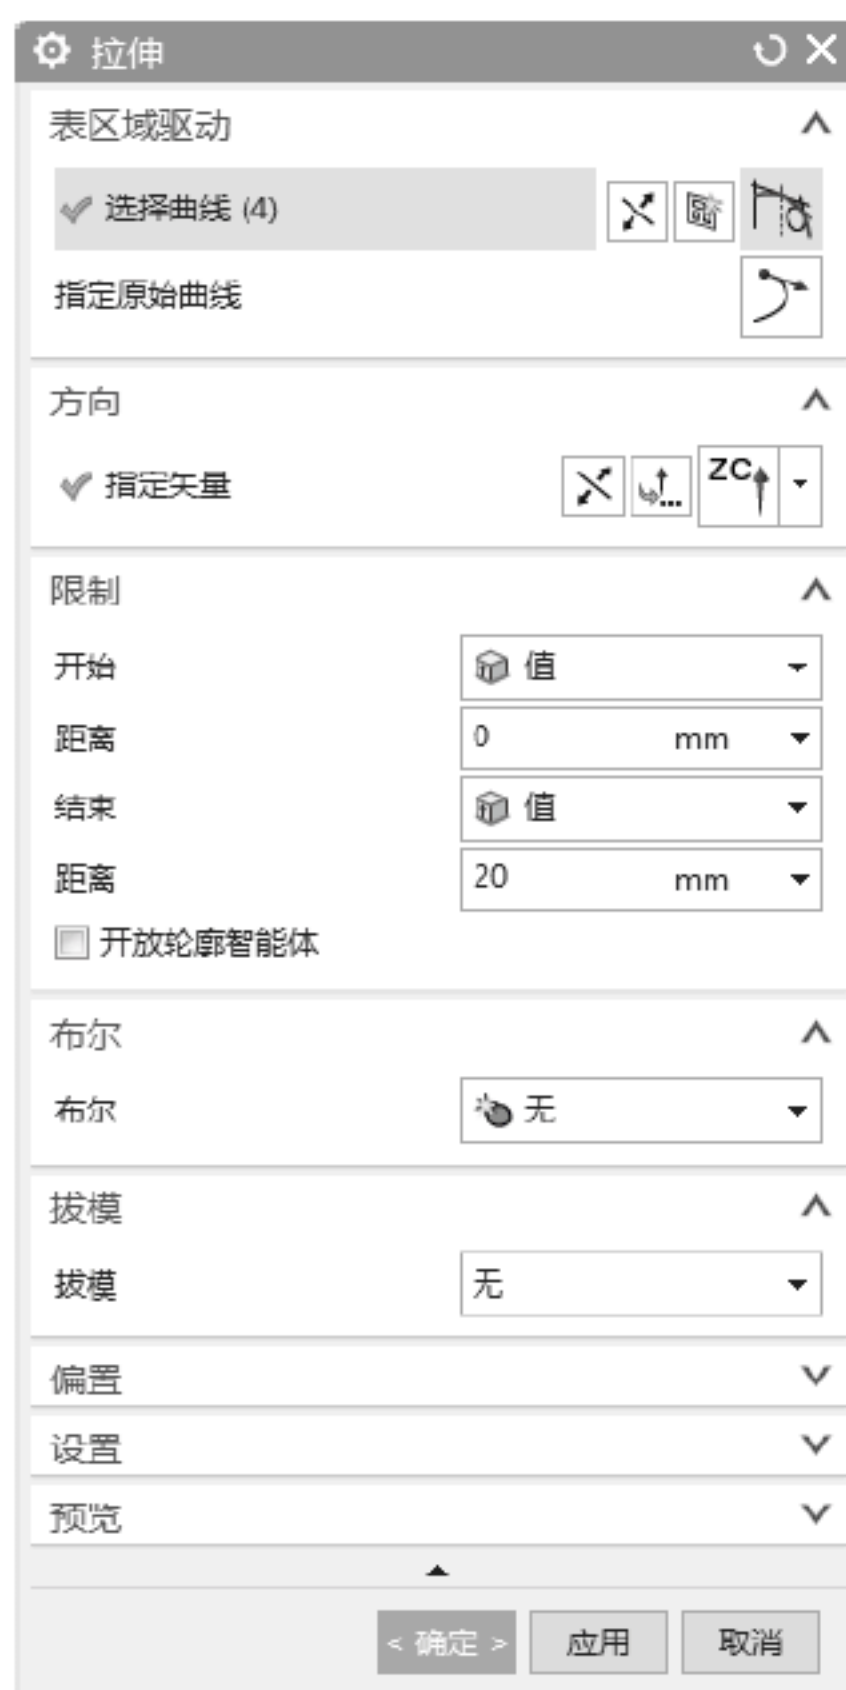 拉伸
表区域驱动
选择曲线 (4)
指定原始曲线
方向
指定矢量 ZC
限制
开始 值
距离 0 mm
结束 值
距离 20 mm
开放轮廓智能体
布尔
布尔 无
拔模
拔模 无
偏置
设置
预览
< 确定 > 应用 取消